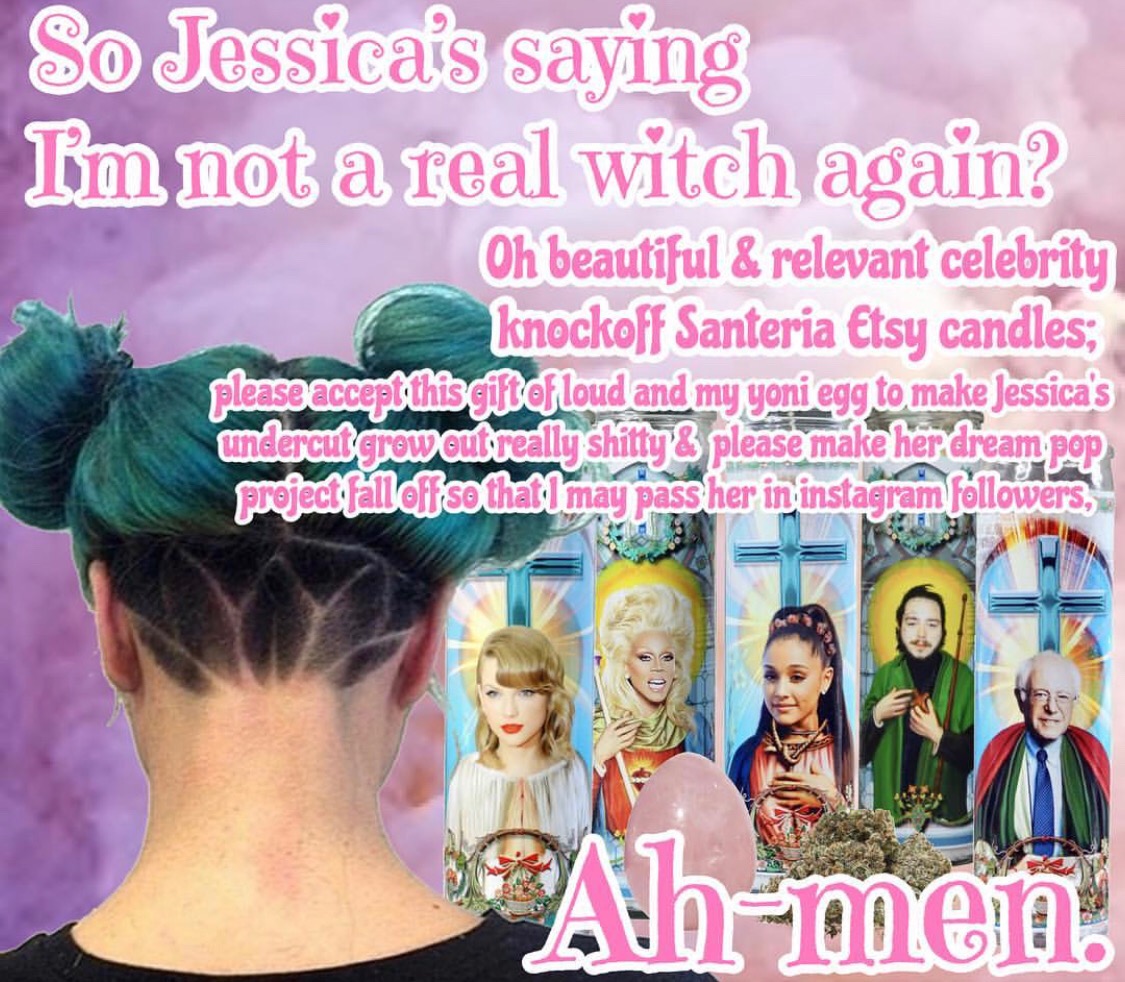 So Jessica's saying
I'm not a real witch again?
Oh beautiful & relevant celebrity
knockoff Santeria Etsy candles;
please accept this gift of loud and my yoni egg to make Jessica's
undercut grow out really shitty & please make her dream pop
project fall off so that I may pass her in instagram followers,
Ah-men.